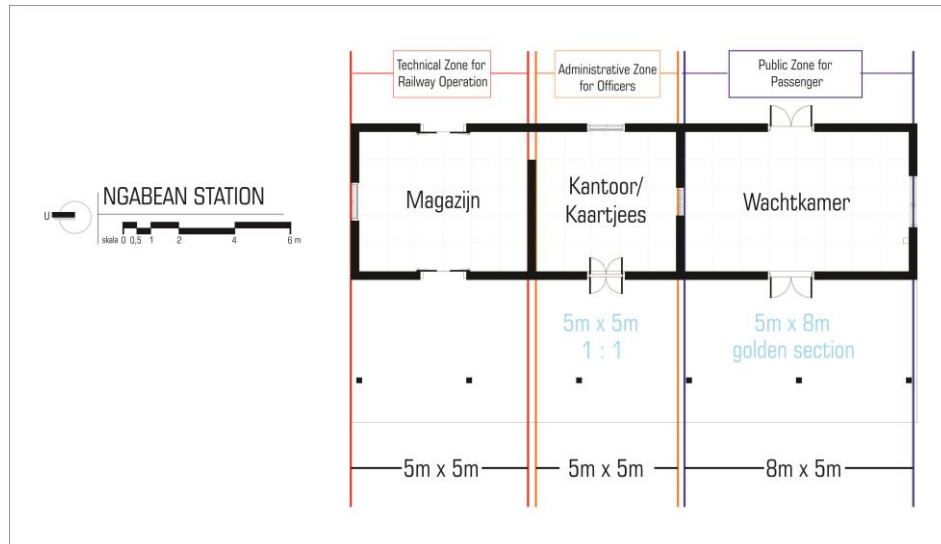 Technical Zone for
Railway Operation
Administrative Zone
for Officers
Public Zone for
Passenger
U
NGABEAN STATION
skala 0 0,5 1 2 4 6 m
Magazijn
Kantoor/
Kaartjees
Wachtkamer
5m x 5m
1 : 1
5m x 8m
golden section
5m x 5m
5m x 5m
8m x 5m